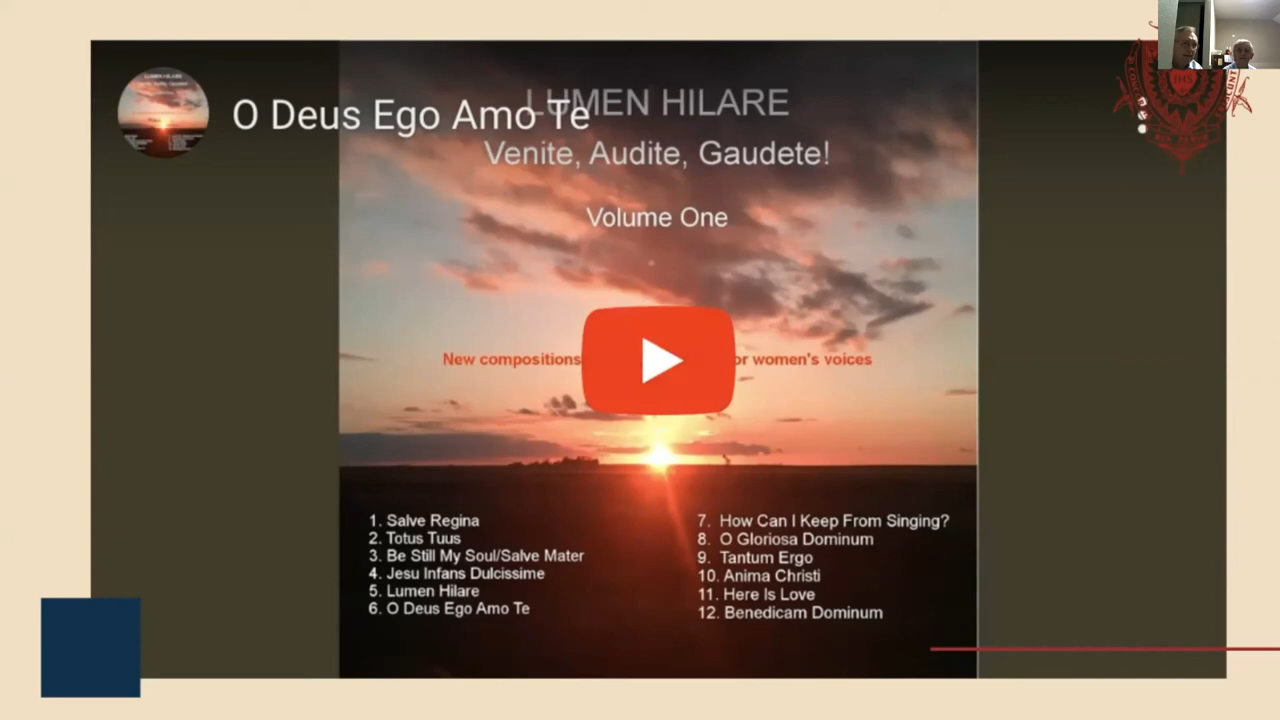 O Deus Ego Amo Te
LUMEN HILARE
Venite, Audite, Gaudete!
Volume One
New compositions
or women's voices
1. Salve Regina
2. Totus Tuus
3. Be Still My Soul/Salve Mater
4. Jesu Infans Dulcissime
5. Lumen Hilare
6. O Deus Ego Amo Te
7. How Can I Keep From Singing?
8. O Gloriosa Dominum
9. Tantum Ergo
10. Anima Christi
11. Here Is Love
12. Benedicam Dominum
IHS